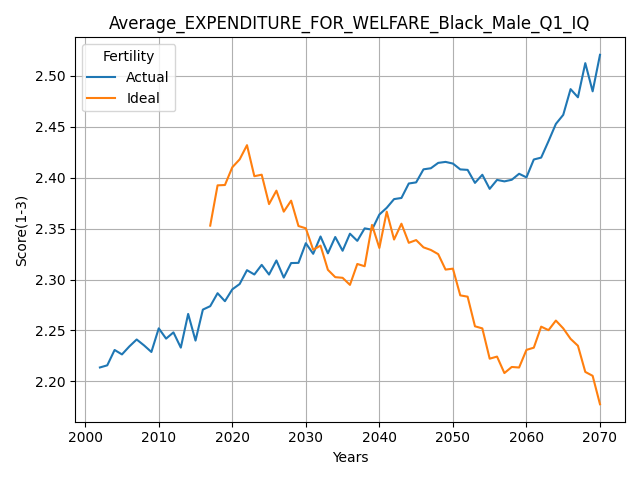 Average_EXPENDITURE_FOR_WELFARE_Black_Male_Q1_IQ
Fertility
Actual
Ideal
Score(1-3)
2.50
2.45
2.40
2.35
2.30
2.25
2.20
2000 2010 2020 2030 2040 2050 2060 2070
Years